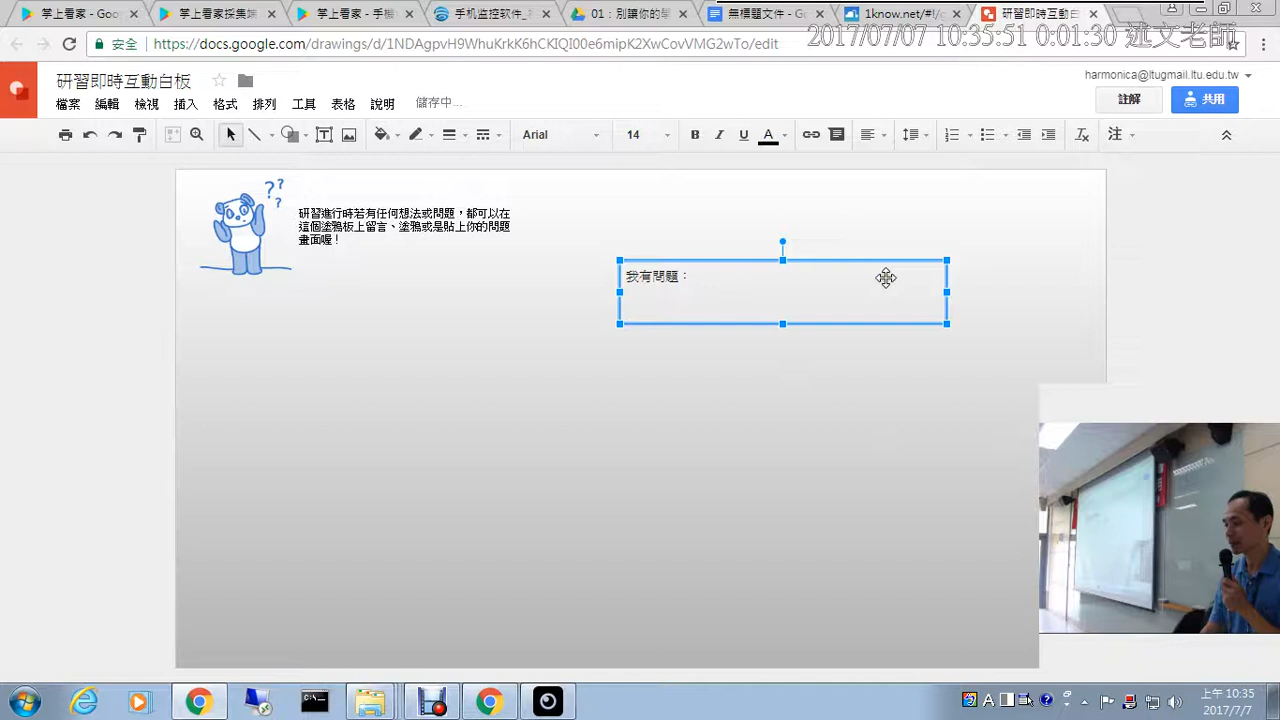 掌上看家 - Goo
掌上看家採集端
掌上看家 - 手機
手机监控软件_
01：別讓你的學
無標題文件 - G
1know.net/#!/g
研習即時互動白板
安全
https://docs.google.com/drawings/d/1NDAgpvH9WPKrkK6hCKIQI00e6mipK2XwCovVMG2wTo/edit
2017/07/07 10:35:51 0:01:30 述文老師
研習即時互動白板
harmonica@ltugmail.ltu.edu.tw
檔案 編輯 檢視 插入 格式 排列 工具 表格 說明 儲存中...
註解
共用
Arial
14
B I U A
注
研習進行時若有任何想法或問題，都可以在
這個塗鴉板上留言、塗鴉或是貼上你的問題
畫面喔！
我有問題：
A
上午 10:35
2017/7/7